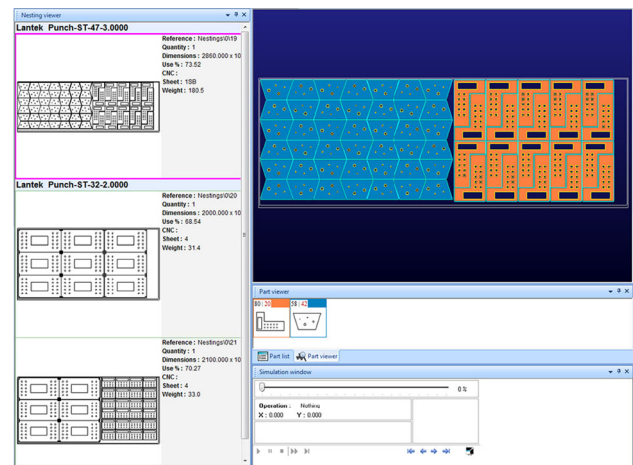 Nesting viewer
Lantek Punch-ST-47-3.0000
Reference : Nestings\0\19
Quantity : 1
Dimensions : 2860.000 x 10
Use % : 73.52
CNC :
Sheet : 1SB
Weight : 180.5
Lantek Punch-ST-32-2.0000
Reference : Nestings\0\20
Quantity : 1
Dimensions : 2000.000 x 10
Use % : 68.54
CNC :
Sheet : 4
Weight : 31.4
Reference : Nestings\0\21
Quantity : 1
Dimensions : 2100.000 x 10
Use % : 70.27
CNC :
Sheet : 4
Weight : 33.0
Part viewer
80 | 20
58 | 42
Part list
Part viewer
Simulation window
0 %
Operation : Nothing
X : 0.000 Y : 0.000